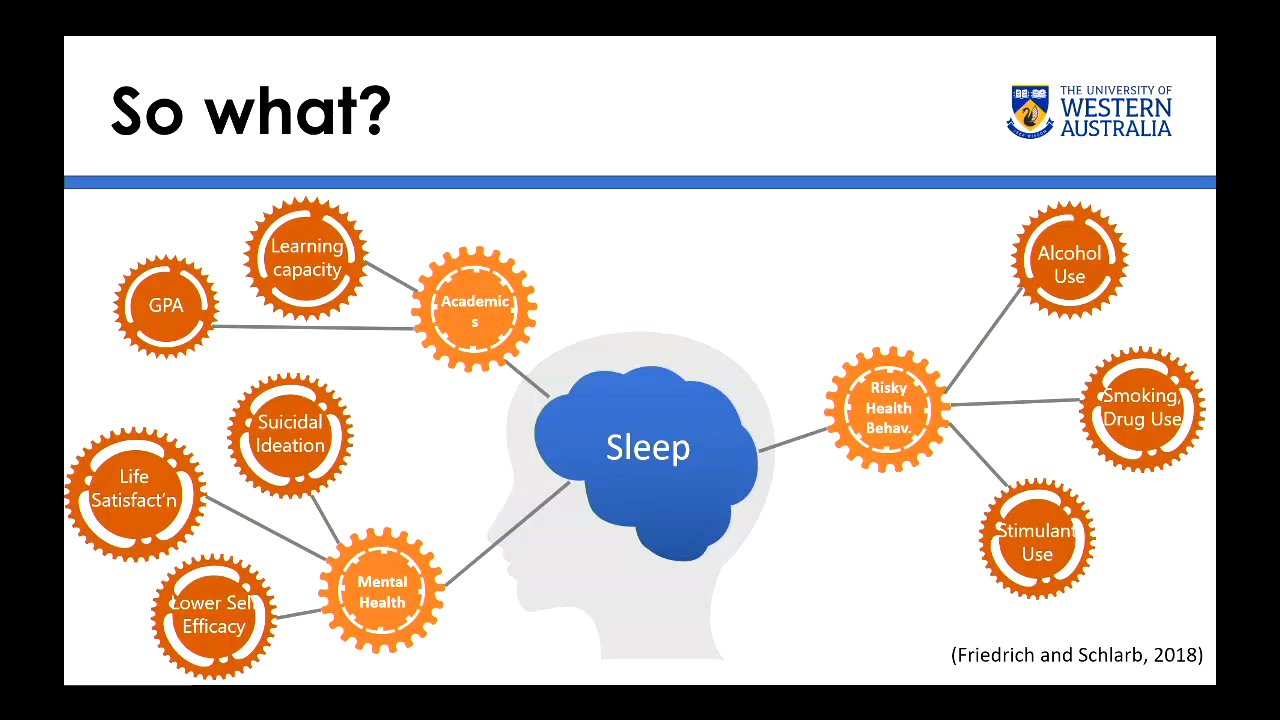 So what?
THE UNIVERSITY OF
WESTERN
AUSTRALIA
Learning
capacity
GPA
Academic
s
Suicidal
Ideation
Life
Satisfact'n
Lower Sel
Efficacy
Mental
Health
Sleep
Risky
Health
Behav.
Alcohol
Use
Smoking,
Drug Use
Stimulant
Use
(Friedrich and Schlarb, 2018)